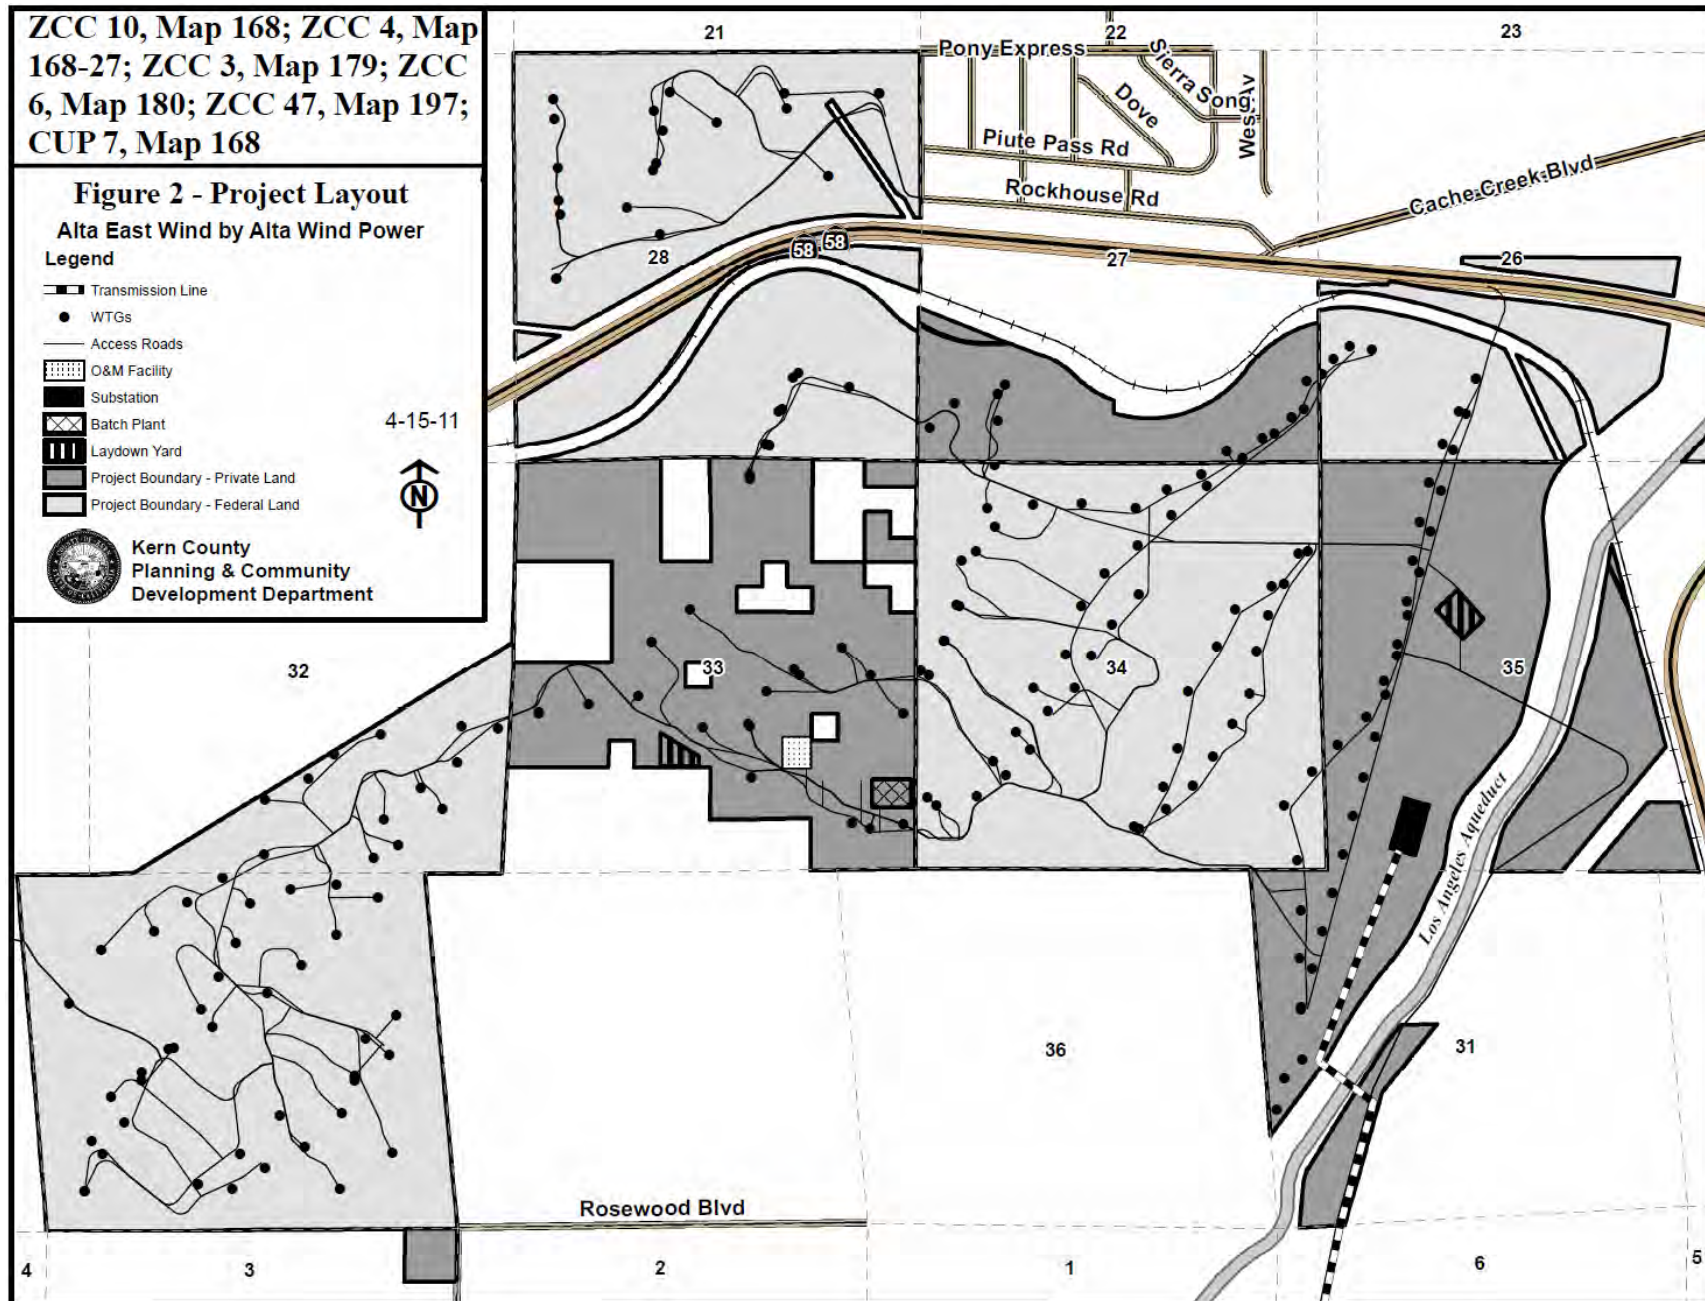 ZCC 10, Map 168; ZCC 4, Map
168-27; ZCC 3, Map 179; ZCC
6, Map 180; ZCC 47, Map 197;
CUP 7, Map 168
Figure 2 - Project Layout
Alta East Wind by Alta Wind Power
Legend
Transmission Line
WTGs
Access Roads
O&M Facility
Substation
Batch Plant
Laydown Yard
Project Boundary - Private Land
Project Boundary - Federal Land
4-15-11
N
Kern County
Planning & Community
Development Department
21
22
23
Pony Express
Sierra Song
West Av
Dove
Piute Pass Rd
Rockhouse Rd
Cache Creek Blvd
58
58
28
27
26
32
33
34
35
Los Angeles Aqueduct
36
31
Rosewood Blvd
4
3
2
1
6
5